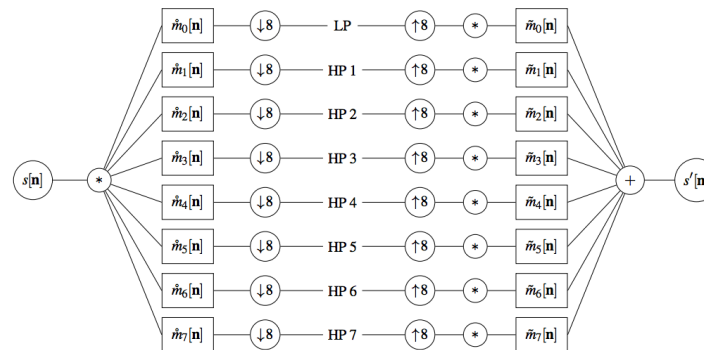 m̊₀[n] ↓8 LP ↑8 * m̃₀[n]
m̊₁[n] ↓8 HP 1 ↑8 * m̃₁[n]
m̊₂[n] ↓8 HP 2 ↑8 * m̃₂[n]
m̊₃[n] ↓8 HP 3 ↑8 * m̃₃[n]
s[n] * + s′[n]
m̊₄[n] ↓8 HP 4 ↑8 * m̃₄[n]
m̊₅[n] ↓8 HP 5 ↑8 * m̃₅[n]
m̊₆[n] ↓8 HP 6 ↑8 * m̃₆[n]
m̊₇[n] ↓8 HP 7 ↑8 * m̃₇[n]